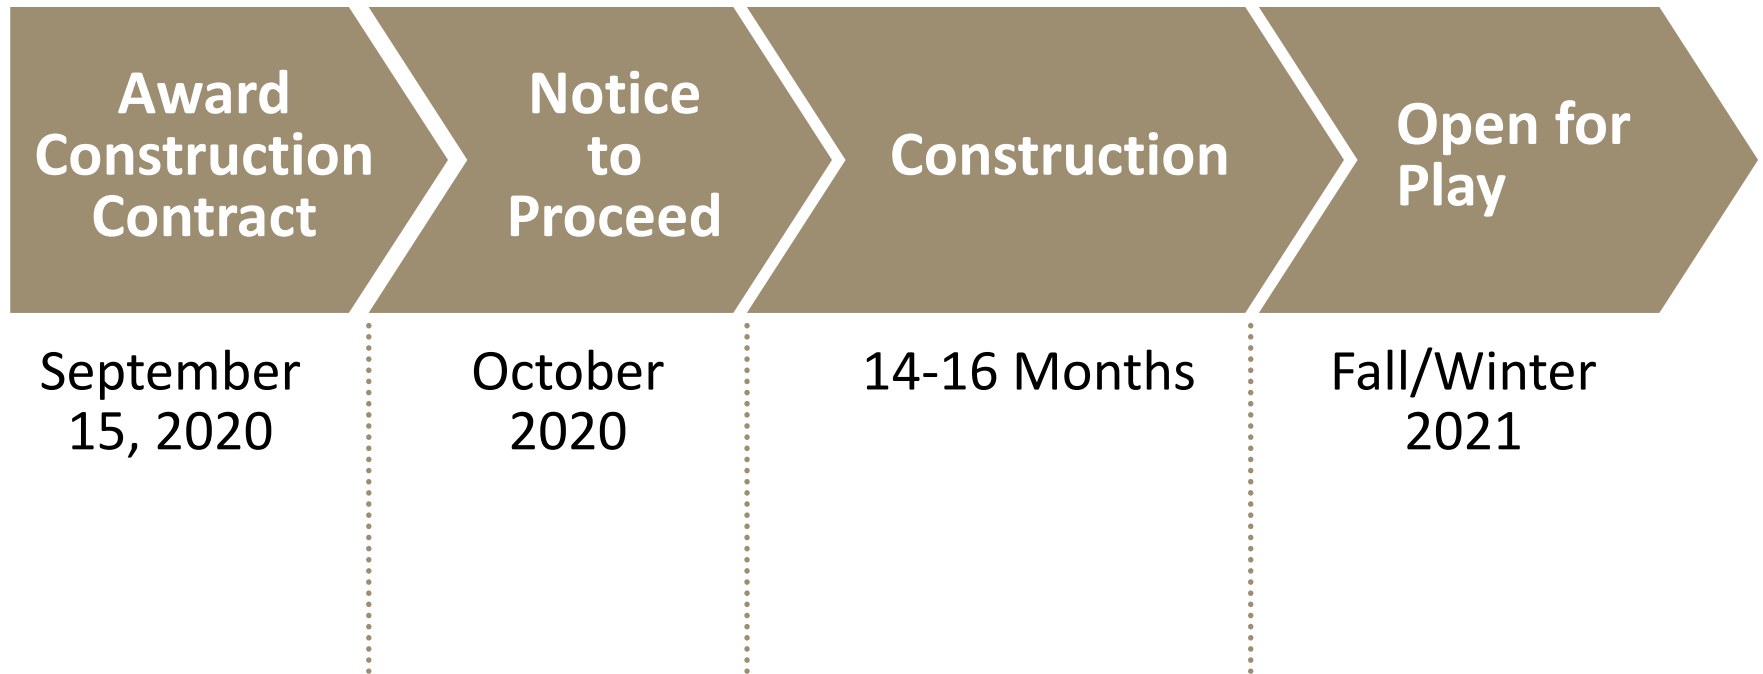 Award
Construction
Contract
Notice
to
Proceed
Construction
Open for
Play
September
15, 2020
October
2020
14-16 Months
Fall/Winter
2021